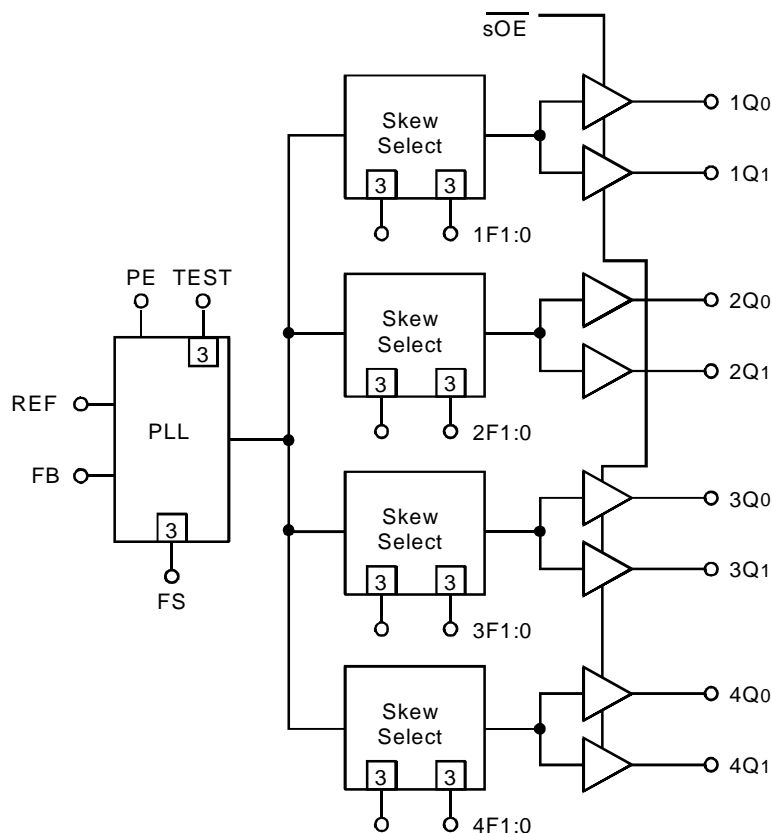 sOE
Skew
Select
3 3
1F1:0
1Q0
1Q1
PE TEST
3
REF
PLL
FB
3
FS
Skew
Select
3 3
2F1:0
2Q0
2Q1
Skew
Select
3 3
3F1:0
3Q0
3Q1
Skew
Select
3 3
4F1:0
4Q0
4Q1